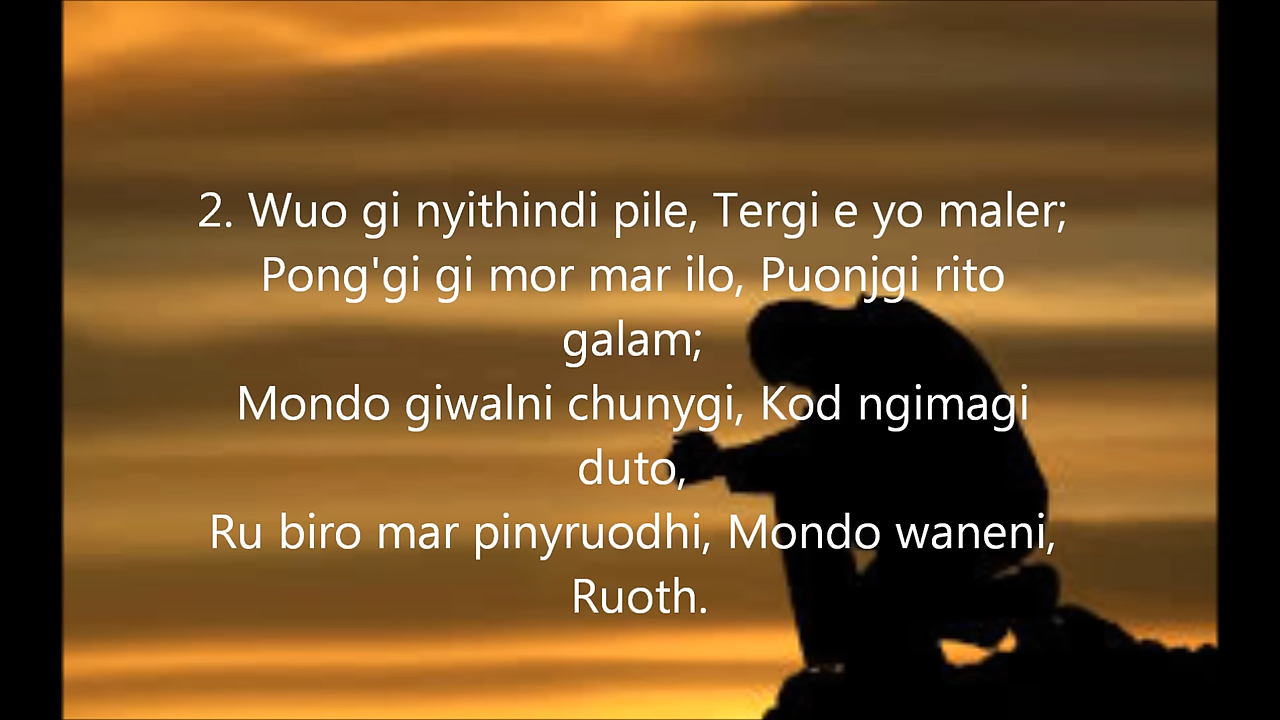 2. Wuo gi nyithindi pile, Tergi e yo maler;
Pong'gi gi mor mar ilo, Puonjgi rito
galam;
Mondo giwalni chunygi, Kod ngimagi
duto,
Ru biro mar pinyruodhi, Mondo waneni,
Ruoth.